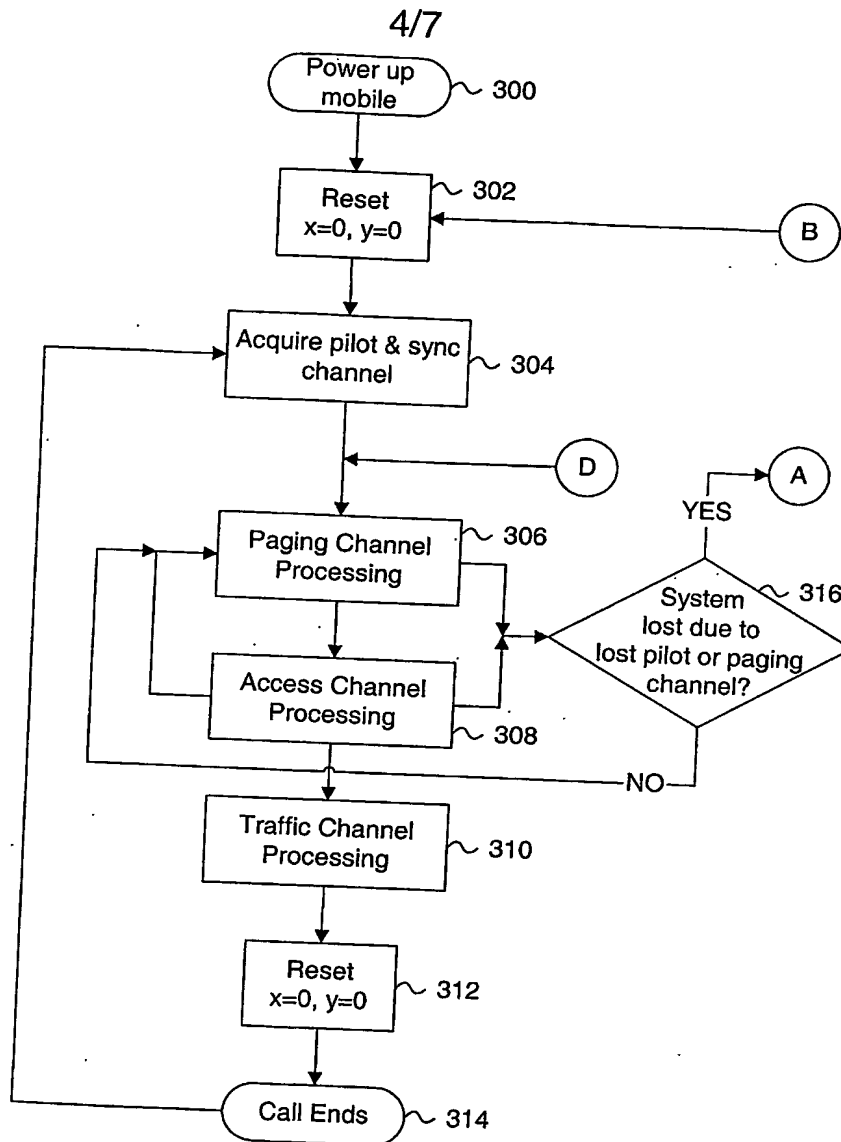 4/7
Power up
mobile
300
302
Reset
x=0, y=0
B
Acquire pilot & sync
channel
304
D
A
YES
Paging Channel
Processing
306
316
System
lost due to
lost pilot or paging
channel?
Access Channel
Processing
308
NO
Traffic Channel
Processing
310
Reset
x=0, y=0
312
Call Ends
314